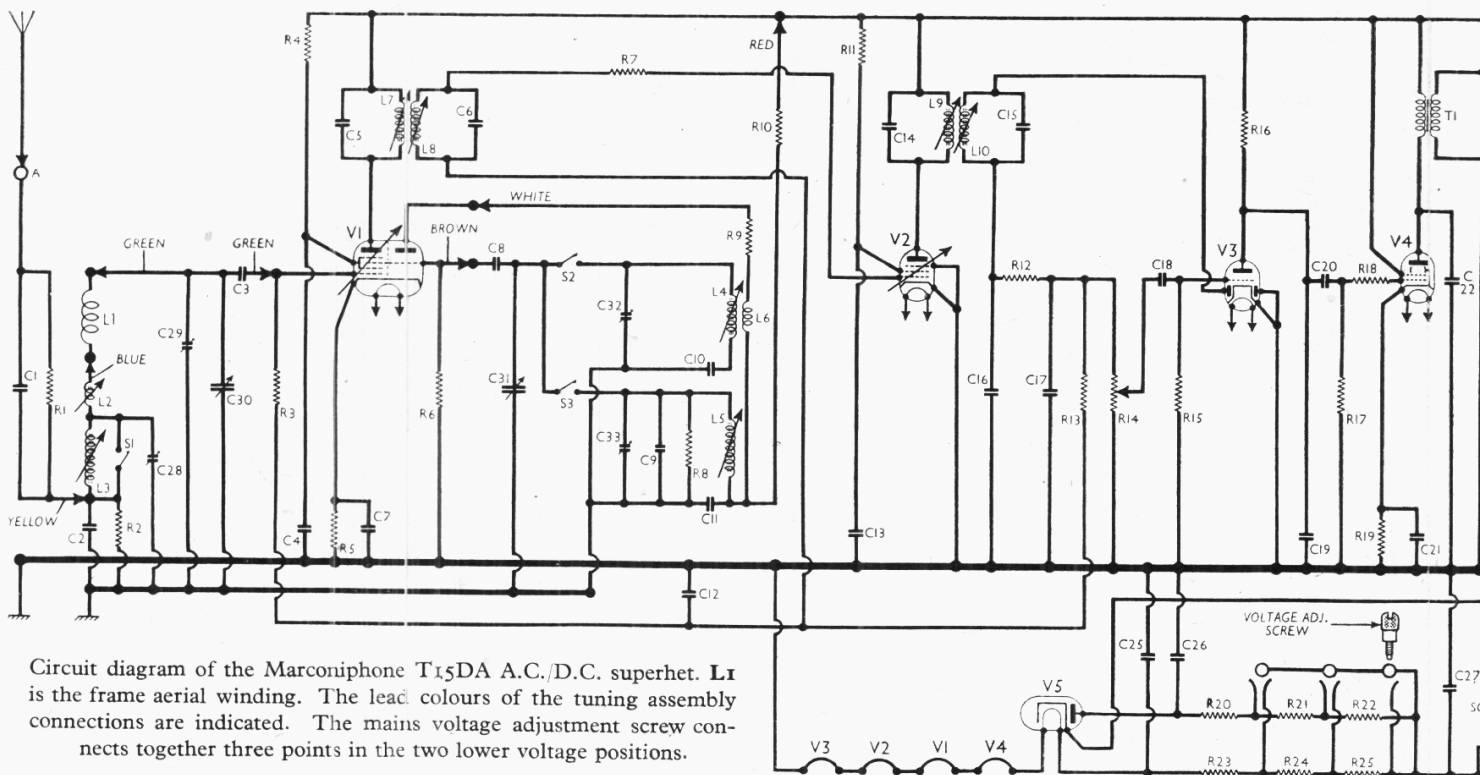 R4
RED
R11
R7
L7
C5
C6
L8
R10
L9
C14
C15
L10
R16
T1
A
WHITE
V1
BROWN
C8
S2
R9
V2
V3
V4
GREEN
GREEN
C3
R12
C18
C20
R18
C
22
L1
C29
C32
L4
L6
BLUE
C10
C1
R1
L2
C30
R3
R6
C31
S3
C16
C17
R13
R14
R15
R17
L3
S1
C28
C33
C9
R8
L5
C11
YELLOW
C2
R2
C4
R5
C7
C13
C19
R19
C21
C12
VOLTAGE ADJ.
SCREW
C25
C26
C27
SC
V5
R20
R21
R22
V3
V2
V1
V4
R23
R24
R25
Circuit diagram of the Marconiphone T15DA A.C./D.C. superhet. L1
is the frame aerial winding. The lead colours of the tuning assembly
connections are indicated. The mains voltage adjustment screw con-
nects together three points in the two lower voltage positions.